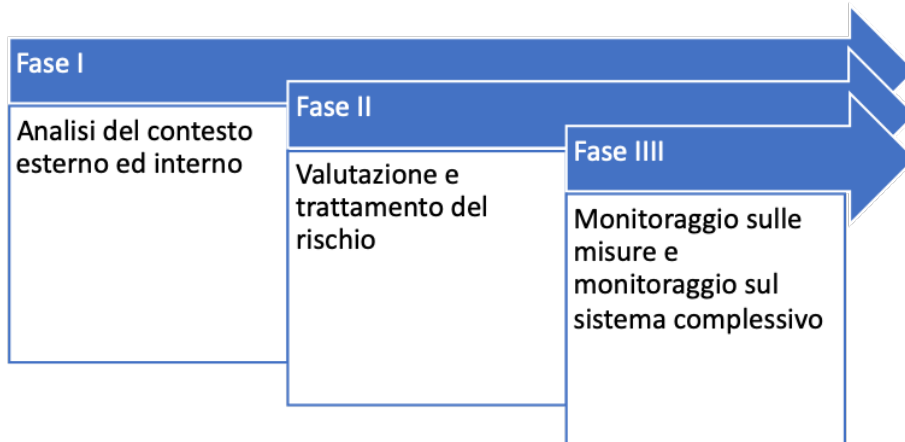 Fase I
Analisi del contesto
esterno ed interno
Fase II
Valutazione e
trattamento del
rischio
Fase IIII
Monitoraggio sulle
misure e
monitoraggio sul
sistema complessivo